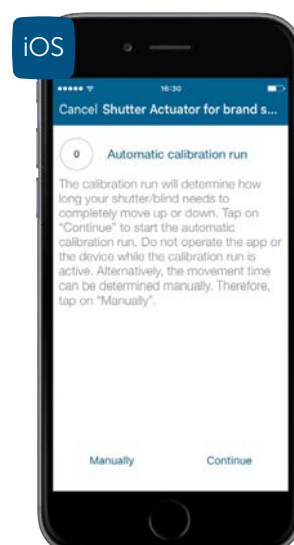 iOS
16:30
Cancel Shutter Actuator for brand s...
0 Automatic calibration run
The calibration run will determine how
long your shutter/blind needs to
completely move up or down. Tap on
"Continue" to start the automatic
calibration run. Do not operate the app or
the device while the calibration run is
active. Alternatively, the movement time
can be determined manually. Therefore,
tap on "Manually".
Manually Continue